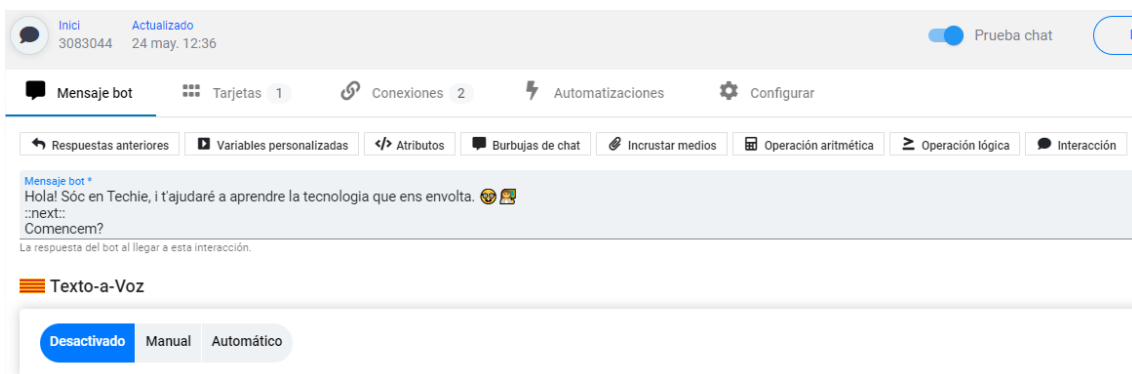 Inici Actualizado
3083044 24 may. 12:36
Prueba chat
Mensaje bot Tarjetas 1 Conexiones 2 Automatizaciones Configurar
Respuestas anteriores Variables personalizadas </> Atributos Burbujas de chat Incrustar medios Operación aritmética Operación lógica Interacción
Mensaje bot *
Hola! Sóc en Techie, i t'ajudaré a aprendre la tecnologia que ens envolta. 🤓👩‍🏫
::next::
Comencem?
La respuesta del bot al llegar a esta interacción.
Texto-a-Voz
Desactivado Manual Automático